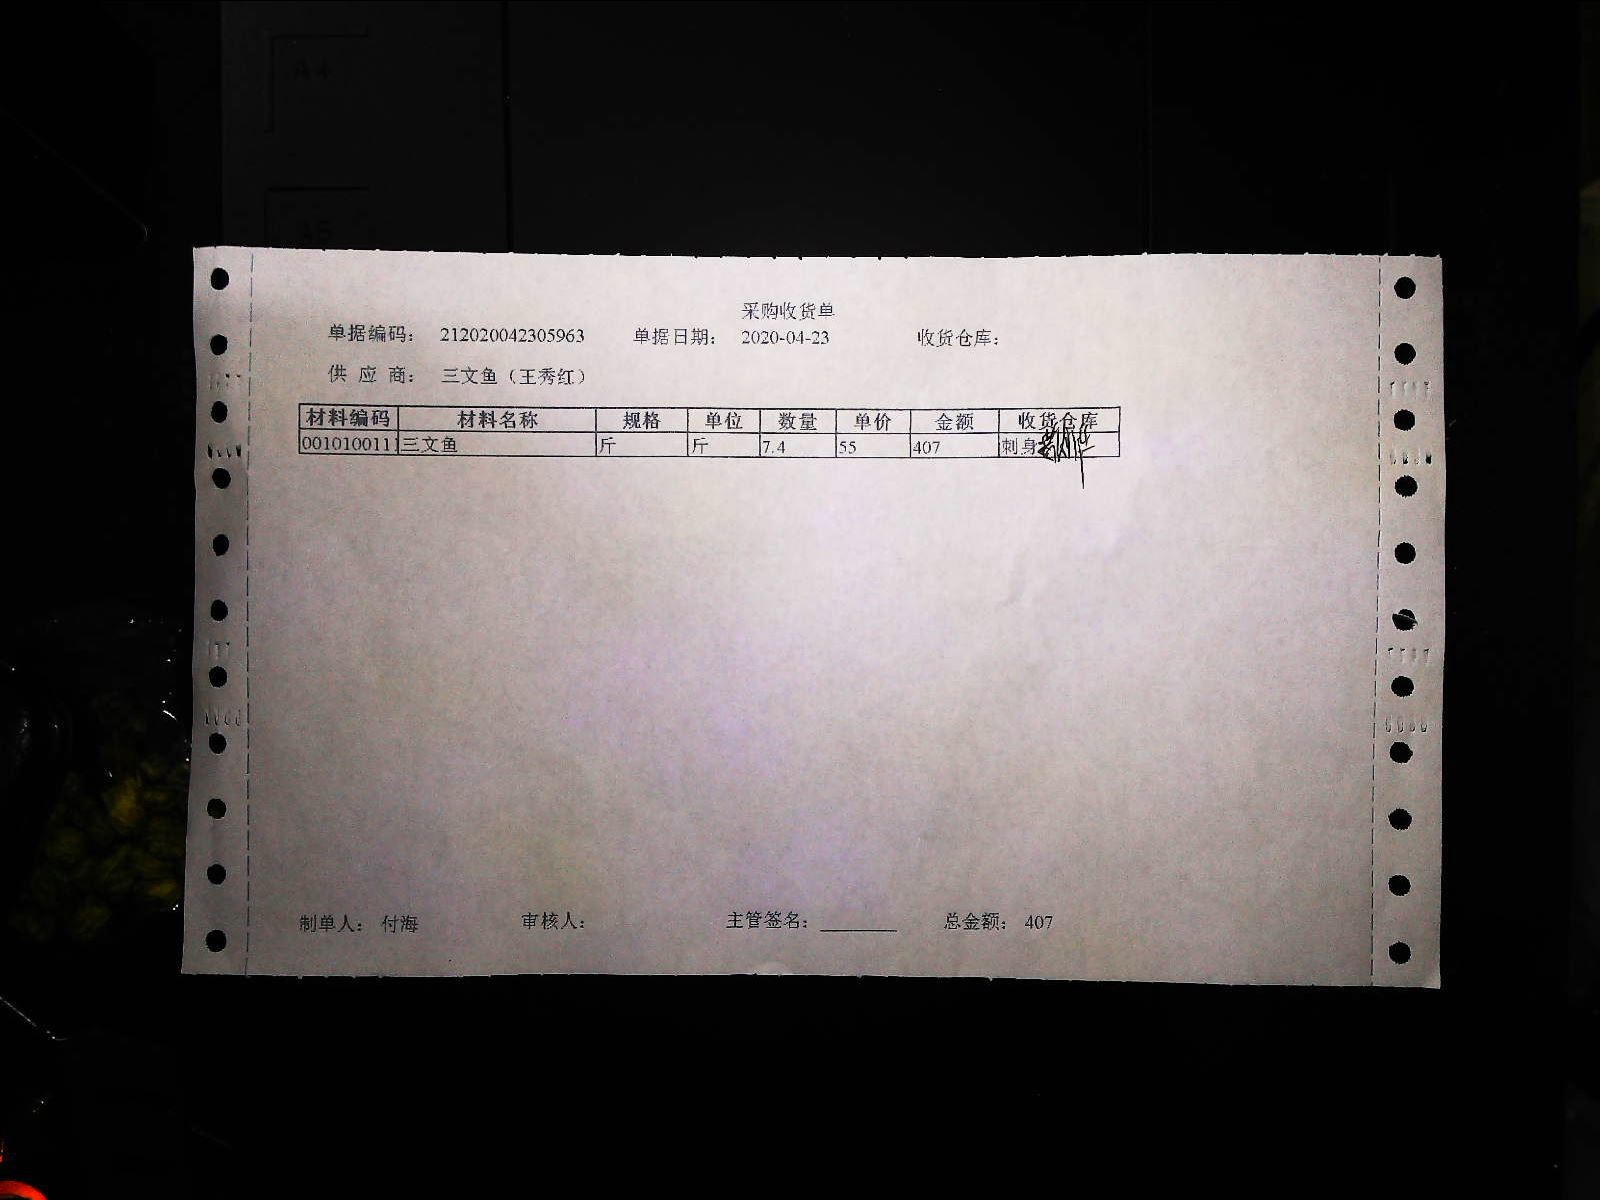 采购收货单
单据编码： 212020042305963 单据日期： 2020-04-23 收货仓库：
供 应 商： 三文鱼（王秀红）
材料编码 材料名称 规格 单位 数量 单价 金额 收货仓库
001010011 三文鱼 斤 斤 7.4 55 407 刺身
制单人： 付海 审核人： 主管签名： 总金额： 407